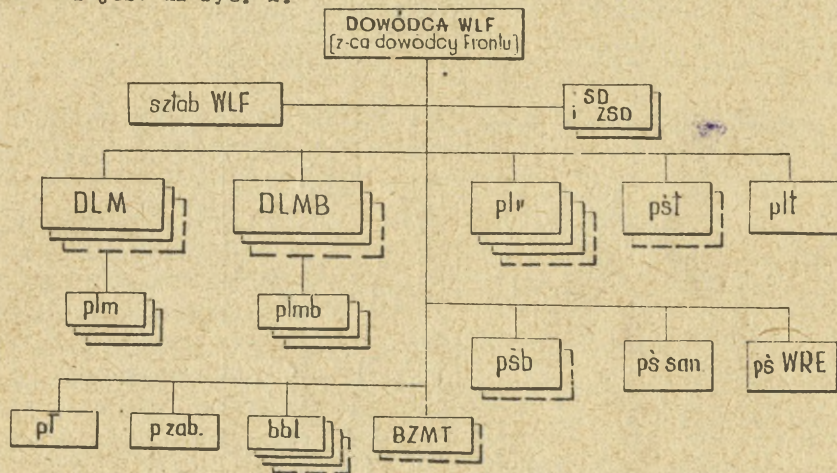 DOWÓDCA WLF
(z-ca dowódcy Frontu)
sztab WLF
SD
i ZSD
DLM
DLMB
plr
pśt
plt
plm
plmb
pśb
pś san
pś WRE
pT
p zab.
bbl
BZMT